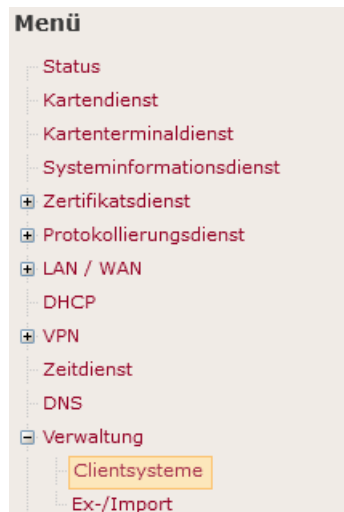 Menü
Status
Kartendienst
Kartenterminaldienst
Systeminformationsdienst
Zertifikatsdienst
Protokollierungsdienst
LAN / WAN
DHCP
VPN
Zeitdienst
DNS
Verwaltung
Clientsysteme
Ex-/Import